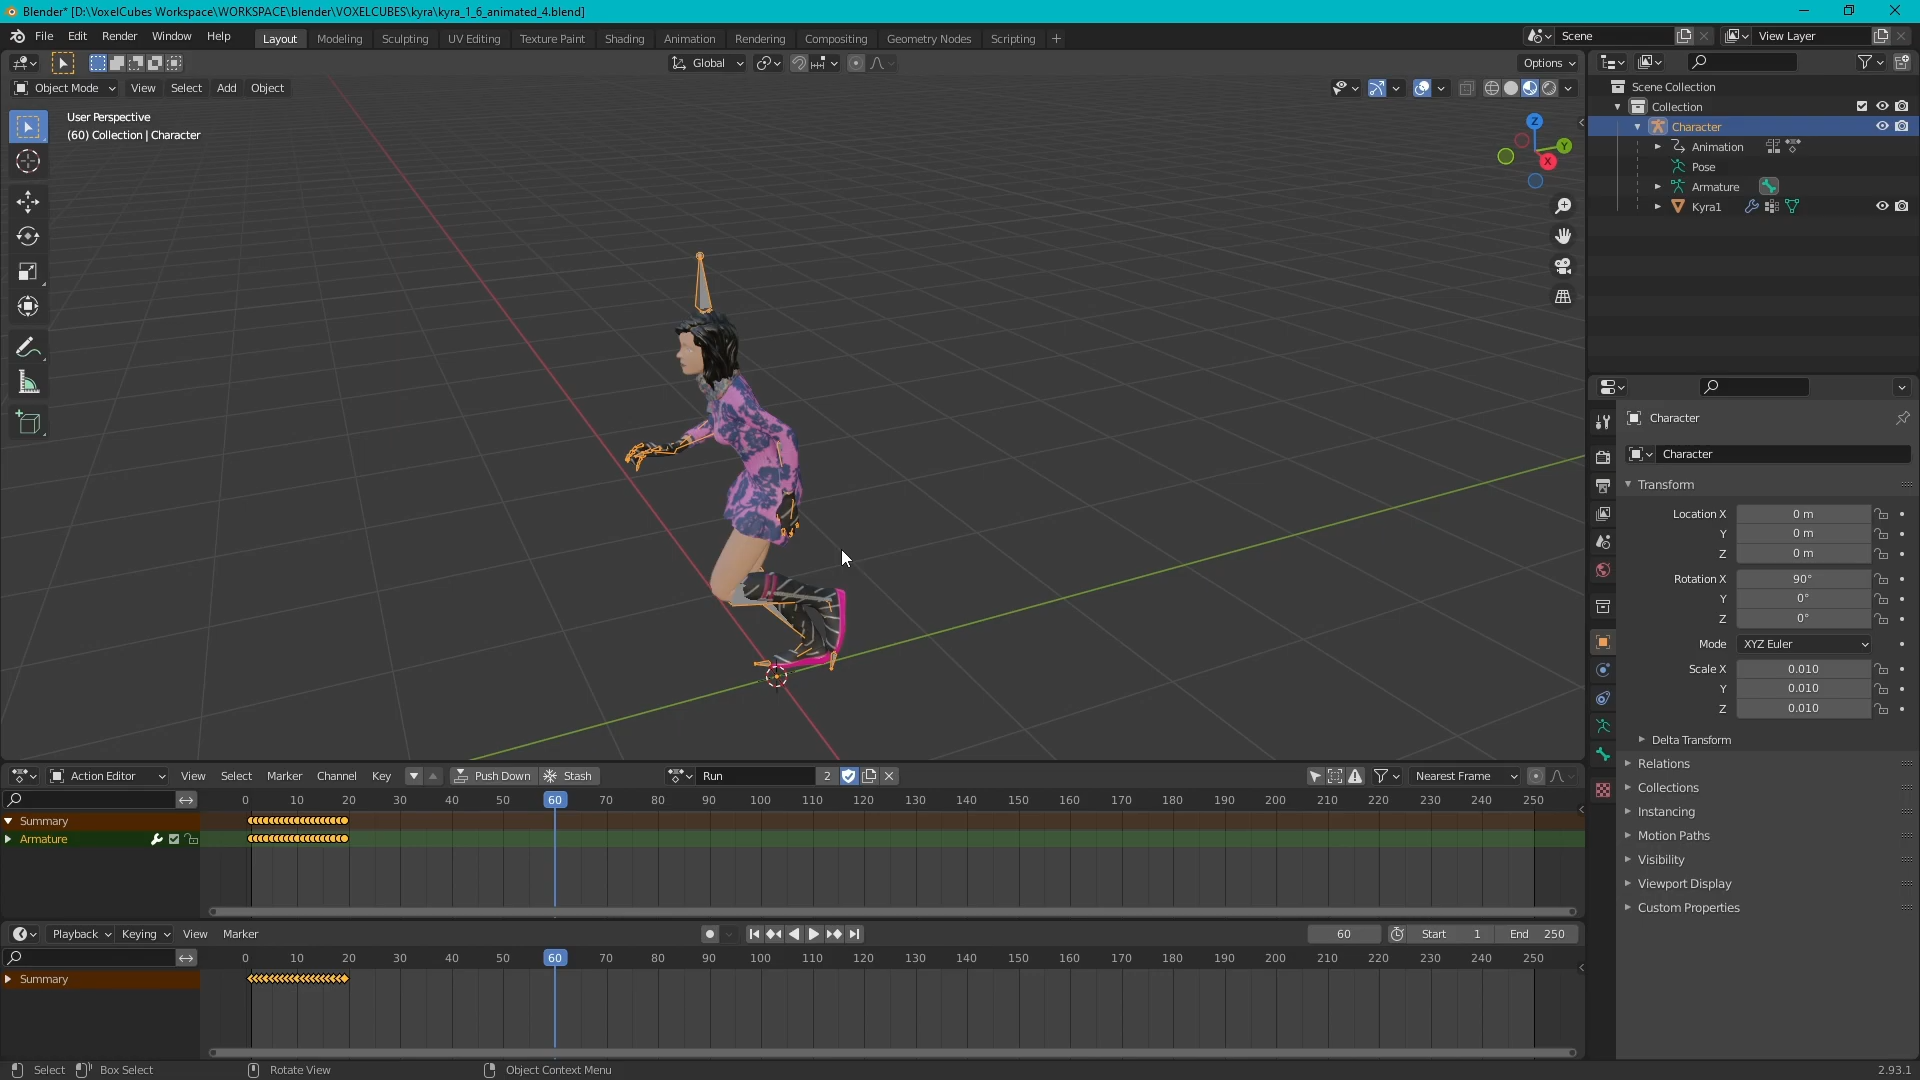 Blender* [D:\VoxelCubes Workspace\WORKSPACE\blender\VOXELCUBES\kyra\kyra_1_6_animated_4.blend]
File Edit Render Window Help Layout Modeling Sculpting UV Editing Texture Paint Shading Animation Rendering Compositing Geometry Nodes Scripting + Scene View Layer
Global Options
Object Mode View Select Add Object
User Perspective
(60) Collection | Character
Z
Y
X
Scene Collection
Collection
Character
Animation
Pose
Armature
Kyra1
Character
Character
Transform
Location X 0 m
Y 0 m
Z 0 m
Rotation X 90°
Y 0°
Z 0°
Mode XYZ Euler
Scale X 0.010
Y 0.010
Z 0.010
Delta Transform
Relations
Collections
Instancing
Motion Paths
Visibility
Viewport Display
Custom Properties
Action Editor View Select Marker Channel Key Push Down Stash Run 2 Nearest Frame
0 10 20 30 40 50 60 70 80 90 100 110 120 130 140 150 160 170 180 190 200 210 220 230 240 250
Summary
Armature
Playback Keying View Marker 60 Start 1 End 250
0 10 20 30 40 50 60 70 80 90 100 110 120 130 140 150 160 170 180 190 200 210 220 230 240 250
Summary
Select Box Select Rotate View Object Context Menu 2.93.1